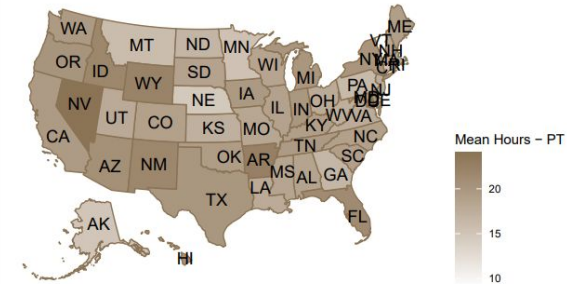 WA
ME
MT
ND
VT
NH
MN
OR
ID
WI
NY
SD
MI
WY
RI
IA
PA
NE
NJ
NV
OH
IL
IN
DE
UT
CO
WV
VA
CA
KS
MO
KY
NC
TN
OK
AR
SC
AZ
NM
MS
AL
GA
LA
TX
FL
AK
HI
Mean Hours – PT
20
15
10